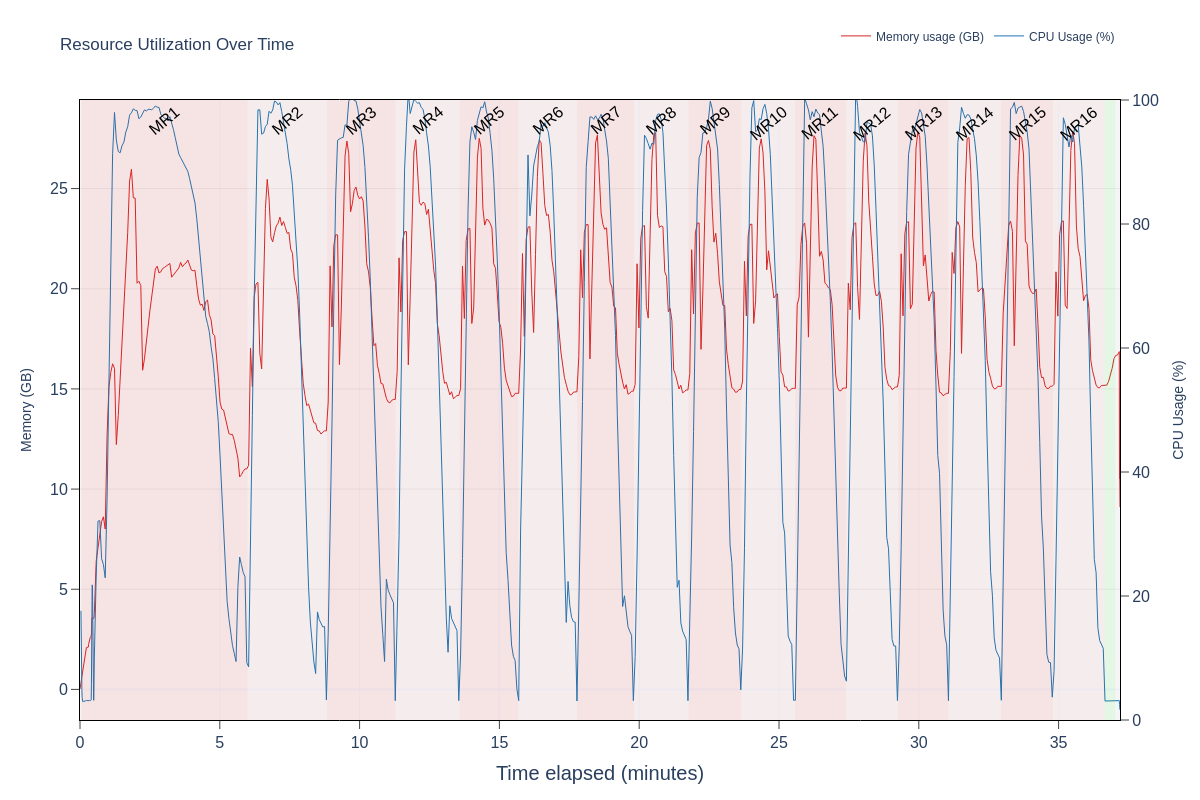 Resource Utilization Over Time
Memory usage (GB)
CPU Usage (%)
MR1
MR2
MR3
MR4
MR5
MR6
MR7
MR8
MR9
MR10
MR11
MR12
MR13
MR14
MR15
MR16
Memory (GB)
25
20
15
10
5
0
CPU Usage (%)
100
80
60
40
20
0
0
5
10
15
20
25
30
35
Time elapsed (minutes)